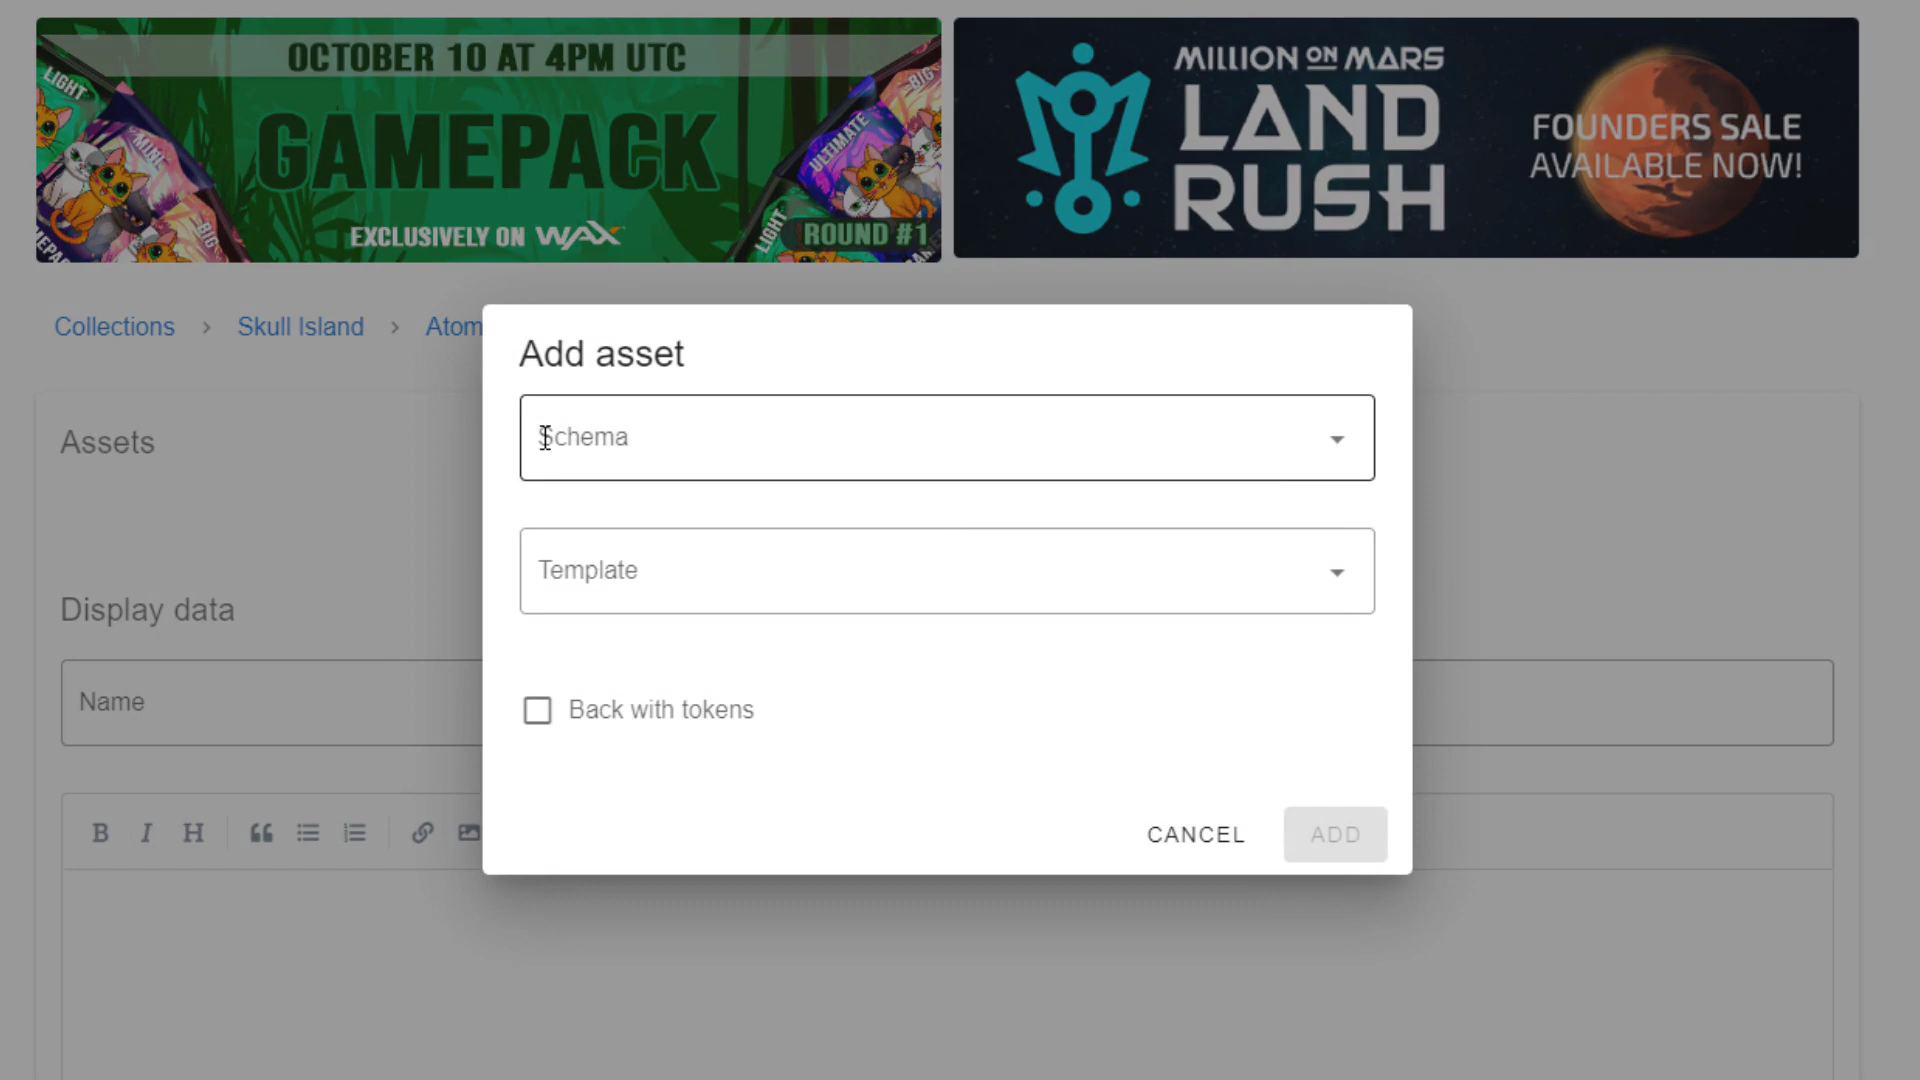 OCTOBER 10 AT 4PM UTC
GAMEPACK
EXCLUSIVELY ON WAX
ROUND #1
LIGHT
MINI
BIG
ULTIMATE
BIG
LIGHT
MILLION ON MARS
LAND
RUSH
FOUNDERS SALE
AVAILABLE NOW!
Collections > Skull Island > Atom
Add asset
Schema
Template
Back with tokens
CANCEL
ADD
Assets
Display data
Name
B I H